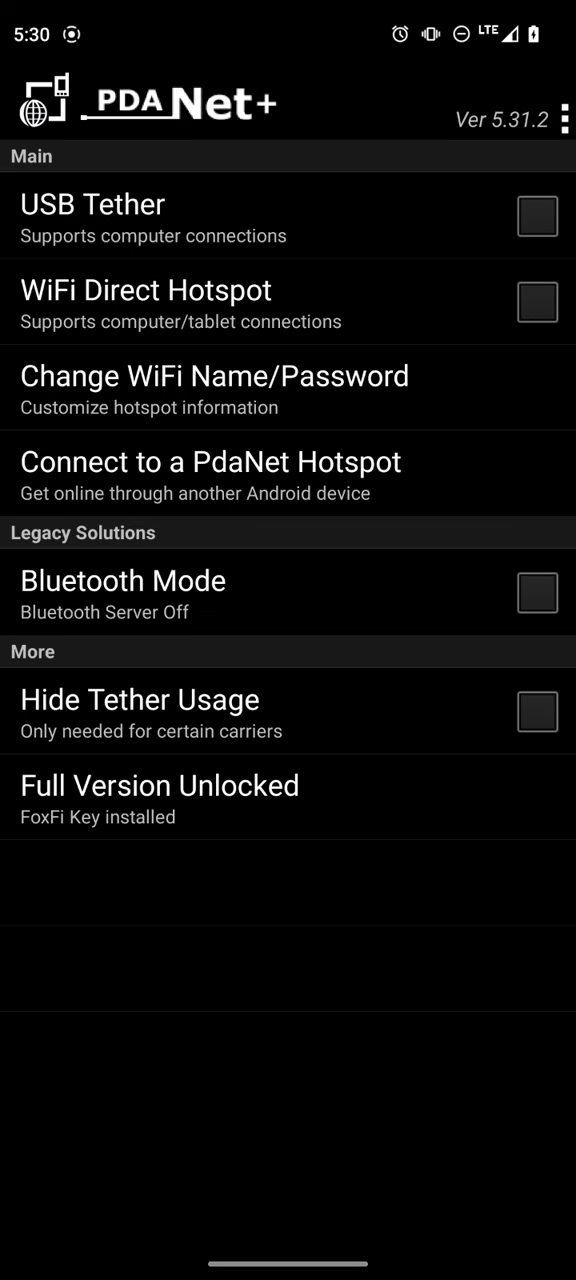 5:30 LTE
PDA Net+
Ver 5.31.2
Main
USB Tether
Supports computer connections
WiFi Direct Hotspot
Supports computer/tablet connections
Change WiFi Name/Password
Customize hotspot information
Connect to a PdaNet Hotspot
Get online through another Android device
Legacy Solutions
Bluetooth Mode
Bluetooth Server Off
More
Hide Tether Usage
Only needed for certain carriers
Full Version Unlocked
FoxFi Key installed